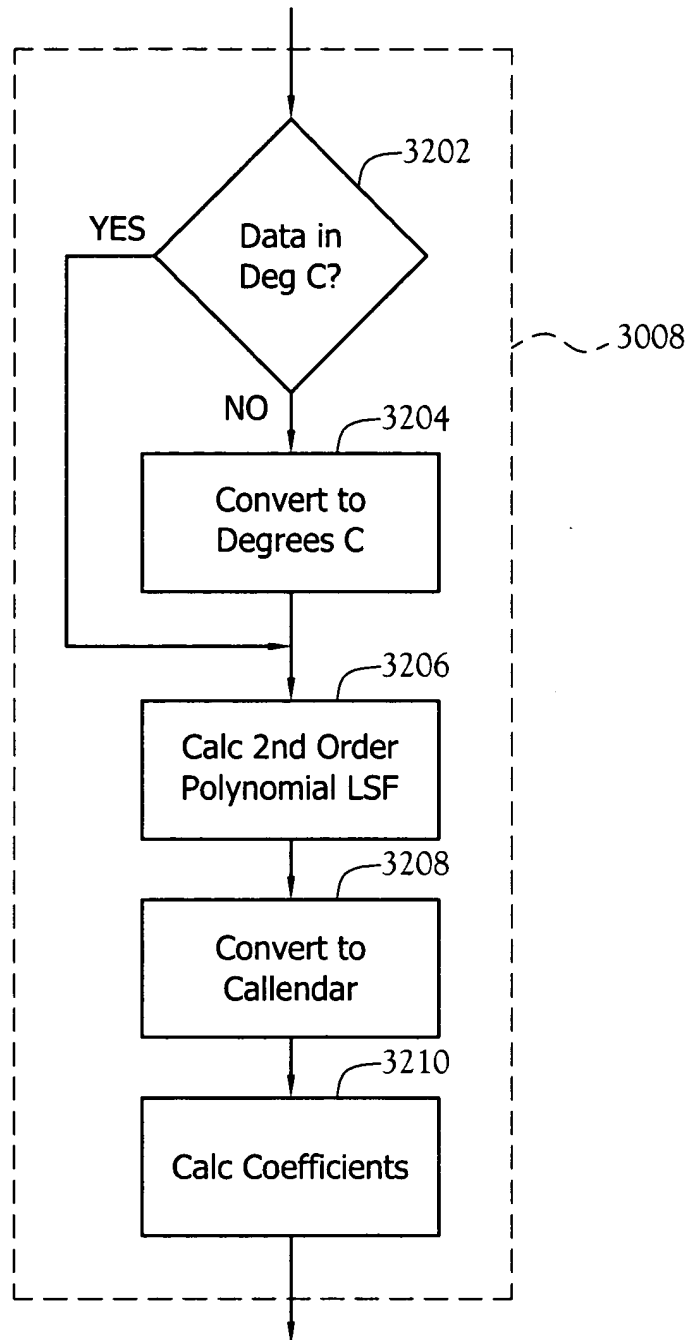 3202
YES
Data in
Deg C?
3008
NO
3204
Convert to
Degrees C
3206
Calc 2nd Order
Polynomial LSF
3208
Convert to
Callendar
3210
Calc Coefficients